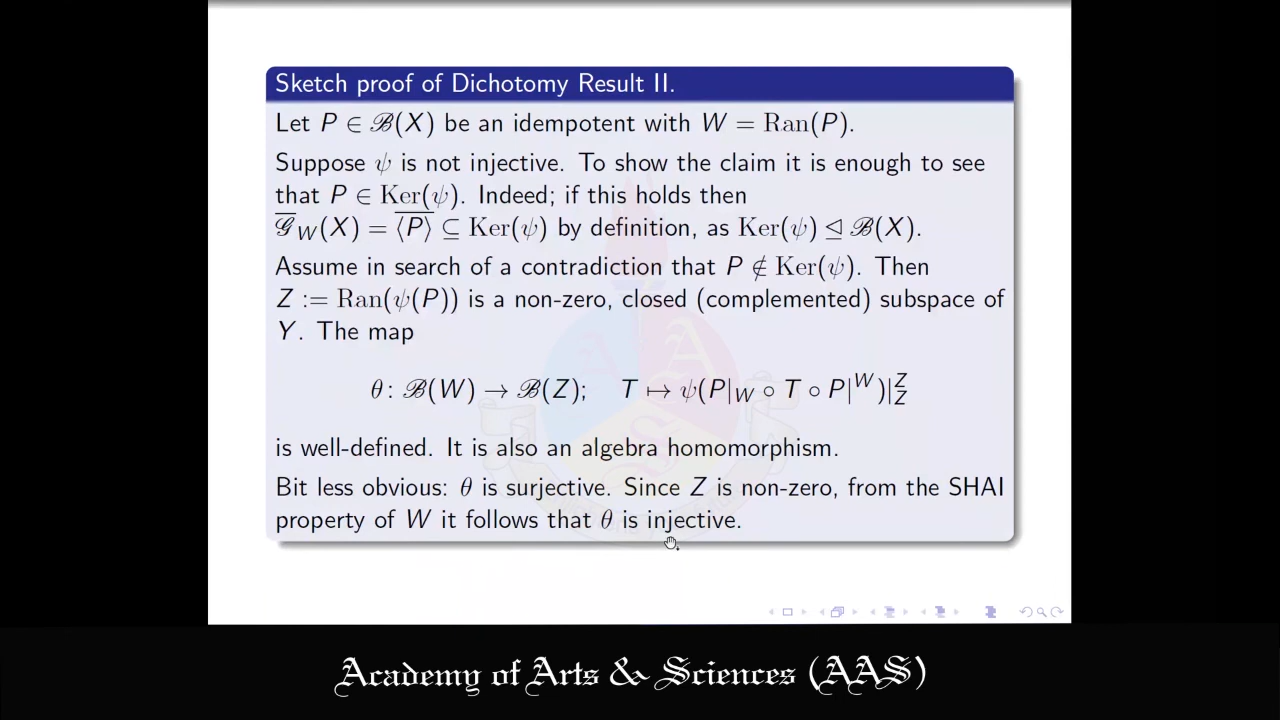 Sketch proof of Dichotomy Result II.
Let P ∈ ℬ(X) be an idempotent with W = Ran(P).
Suppose ψ is not injective. To show the claim it is enough to see
that P ∈ Ker(ψ). Indeed; if this holds then
𝒢̅_W(X) = ⟨P⟩̅ ⊆ Ker(ψ) by definition, as Ker(ψ) ⊴ ℬ(X).
Assume in search of a contradiction that P ∉ Ker(ψ). Then
Z := Ran(ψ(P)) is a non-zero, closed (complemented) subspace of
Y. The map
θ: ℬ(W) → ℬ(Z); T ↦ ψ(P|_W ∘ T ∘ P|^W)|_Z^Z
is well-defined. It is also an algebra homomorphism.
Bit less obvious: θ is surjective. Since Z is non-zero, from the SHAI
property of W it follows that θ is injective.
Academy of Arts & Sciences (AAS)